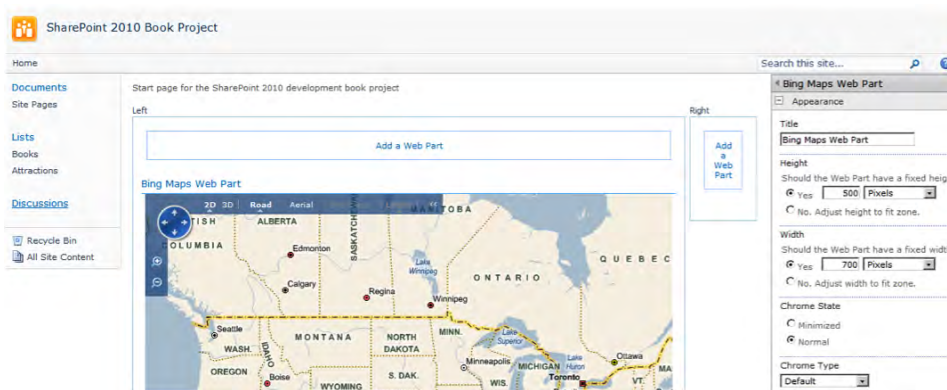 SharePoint 2010 Book Project
Home
Search this site...
Documents
Site Pages
Lists
Books
Attractions
Discussions
Recycle Bin
All Site Content
Start page for the SharePoint 2010 development book project
Left
Add a Web Part
Right
Add
a
Web
Part
Bing Maps Web Part
2D 3D Road Aerial
MANITOBA
TISH
ALBERTA
SASKATCHEW
OLUMBIA
Edmonton
Lake
Winnipeg
QUEBEC
ONTARIO
Calgary
Regina
Winnipeg
Seattle
MONTANA
NORTH
DAKOTA
MINN.
Lake
Superior
WASH.
IDAHO
Minneapolis
MICHIGAN
Lake
Huron
Ottawa
MA
OREGON
Boise
S. DAK.
WIS.
Toronto
VT.
WYOMING
Bing Maps Web Part
Appearance
Title
Bing Maps Web Part
Height
Should the Web Part have a fixed heig
Yes 500 Pixels
No. Adjust height to fit zone.
Width
Should the Web Part have a fixed widt
Yes 700 Pixels
No. Adjust width to fit zone.
Chrome State
Minimized
Normal
Chrome Type
Default